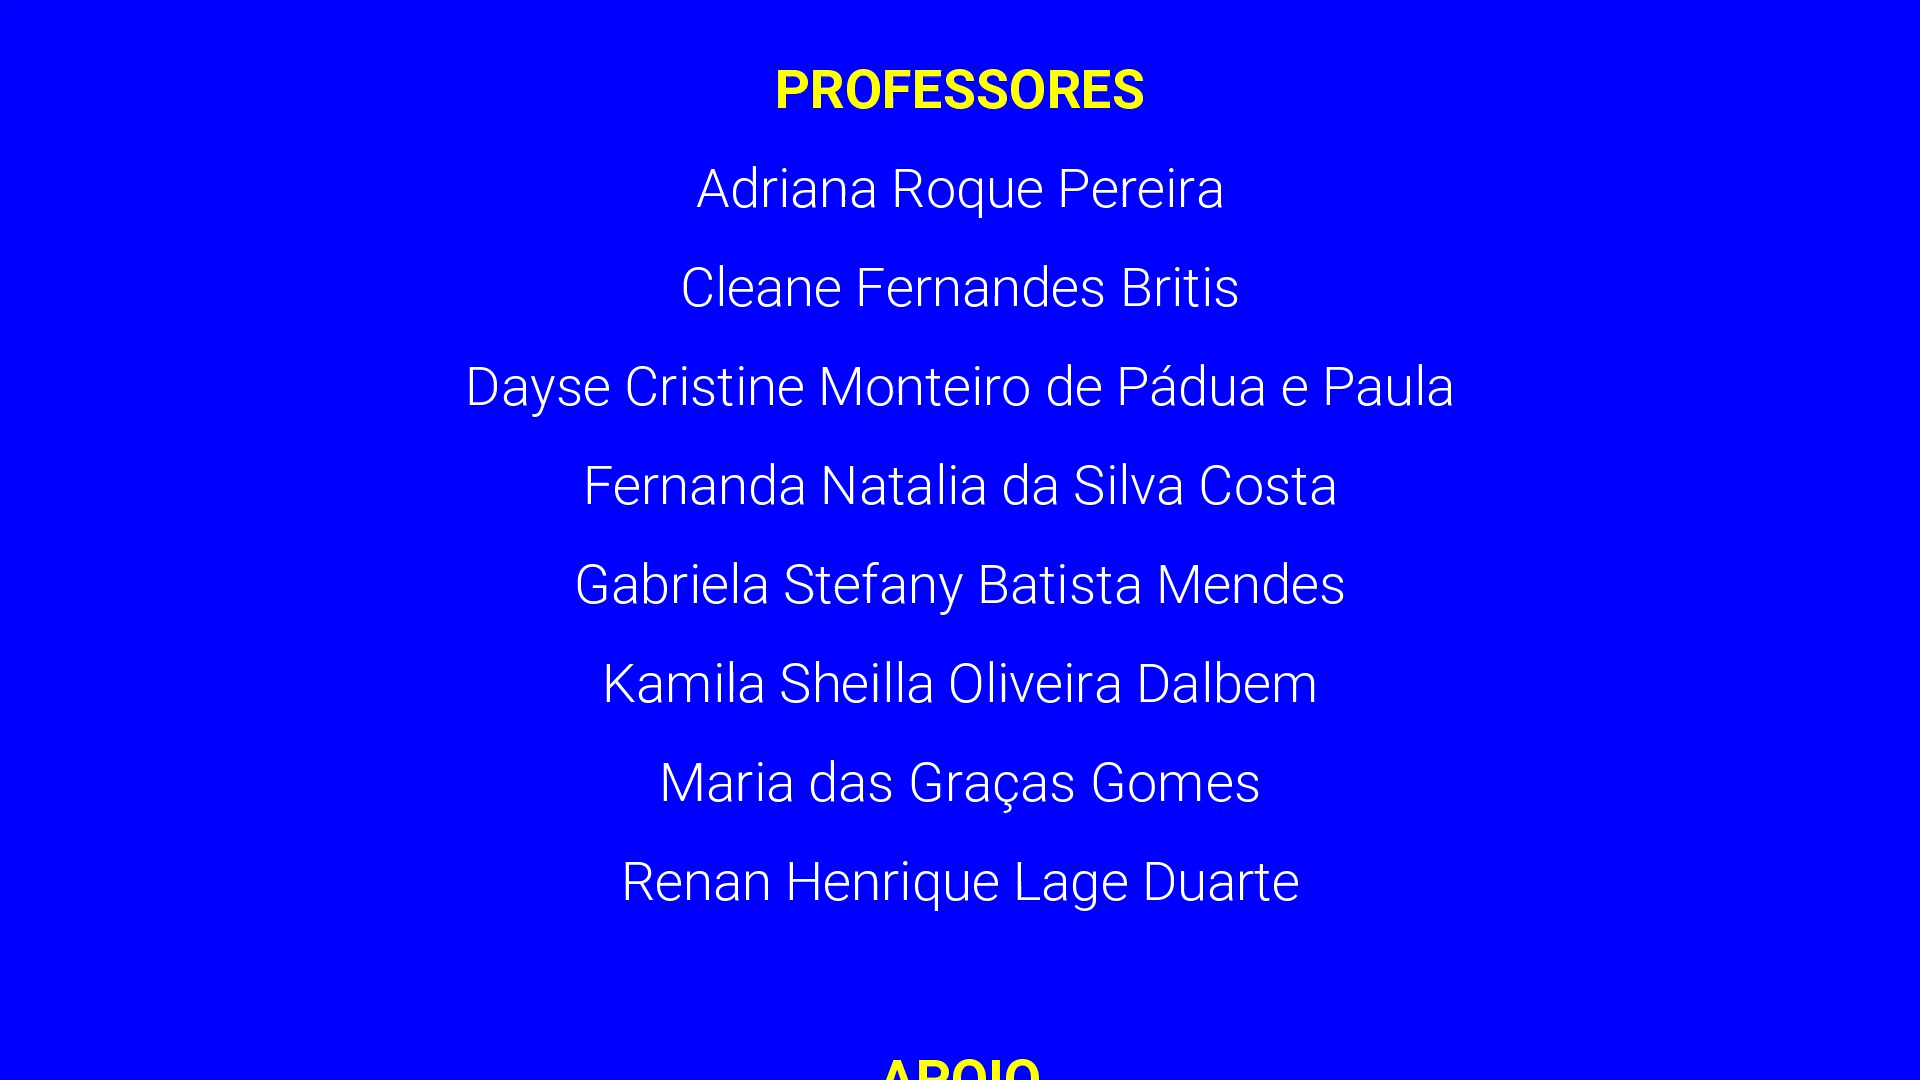 PROFESSORES
Adriana Roque Pereira
Cleane Fernandes Britis
Dayse Cristine Monteiro de Pádua e Paula
Fernanda Natalia da Silva Costa
Gabriela Stefany Batista Mendes
Kamila Sheilla Oliveira Dalbem
Maria das Graças Gomes
Renan Henrique Lage Duarte
APOIO